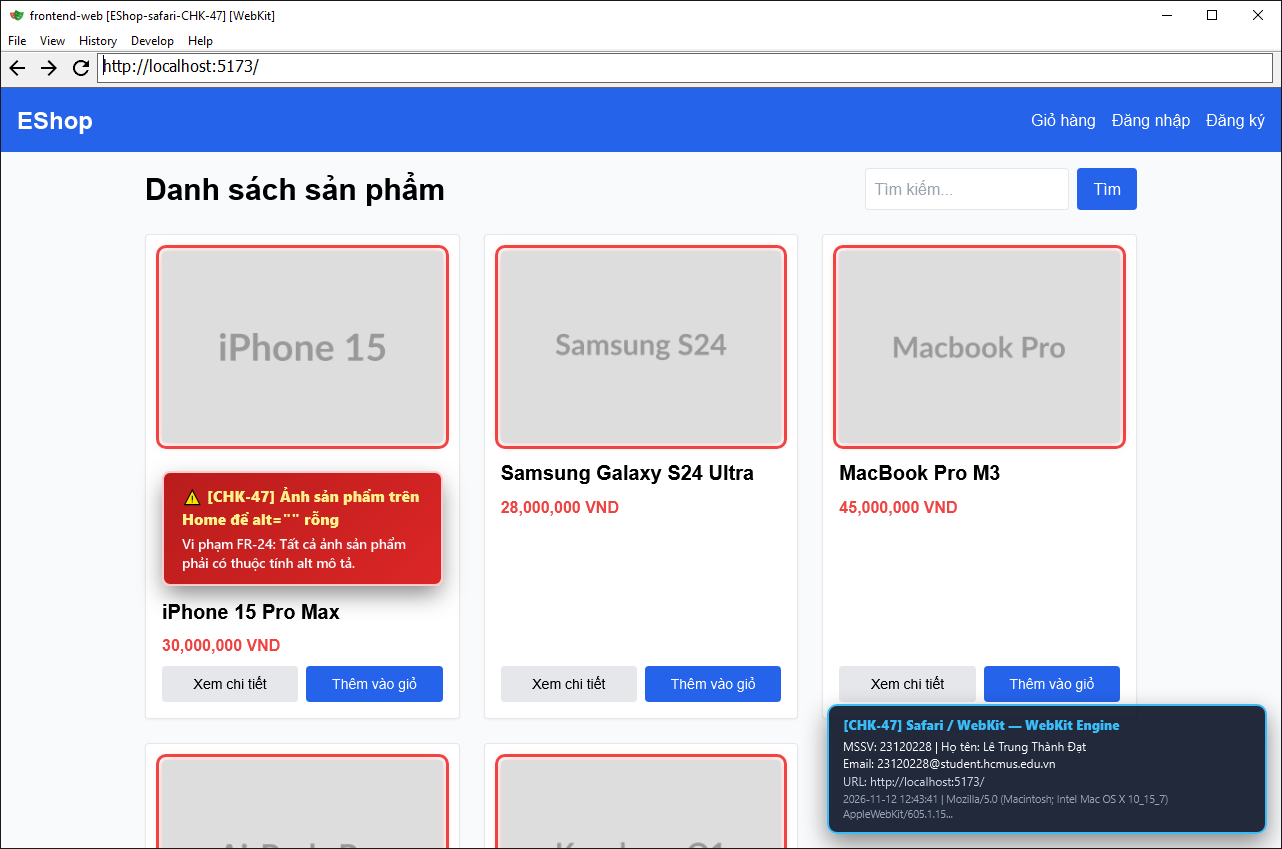 frontend-web [EShop-safari-CHK-47] [WebKit]
File View History Develop Help
http://localhost:5173/
EShop
Giỏ hàng Đăng nhập Đăng ký
Danh sách sản phẩm
Tìm kiếm...
Tìm
iPhone 15
Samsung S24
Macbook Pro
⚠️ [CHK-47] Ảnh sản phẩm trên
Home để alt="" rỗng
Vi phạm FR-24: Tất cả ảnh sản phẩm
phải có thuộc tính alt mô tả.
iPhone 15 Pro Max
30,000,000 VND
Xem chi tiết Thêm vào giỏ
Samsung Galaxy S24 Ultra
28,000,000 VND
Xem chi tiết Thêm vào giỏ
MacBook Pro M3
45,000,000 VND
Xem chi tiết Thêm vào giỏ
[CHK-47] Safari / WebKit — WebKit Engine
MSSV: 23120228 | Họ tên: Lê Trung Thành Đạt
Email: 23120228@student.hcmus.edu.vn
URL: http://localhost:5173/
2026-11-12 12:43:41 | Mozilla/5.0 (Macintosh; Intel Mac OS X 10_15_7)
AppleWebKit/605.1.15...